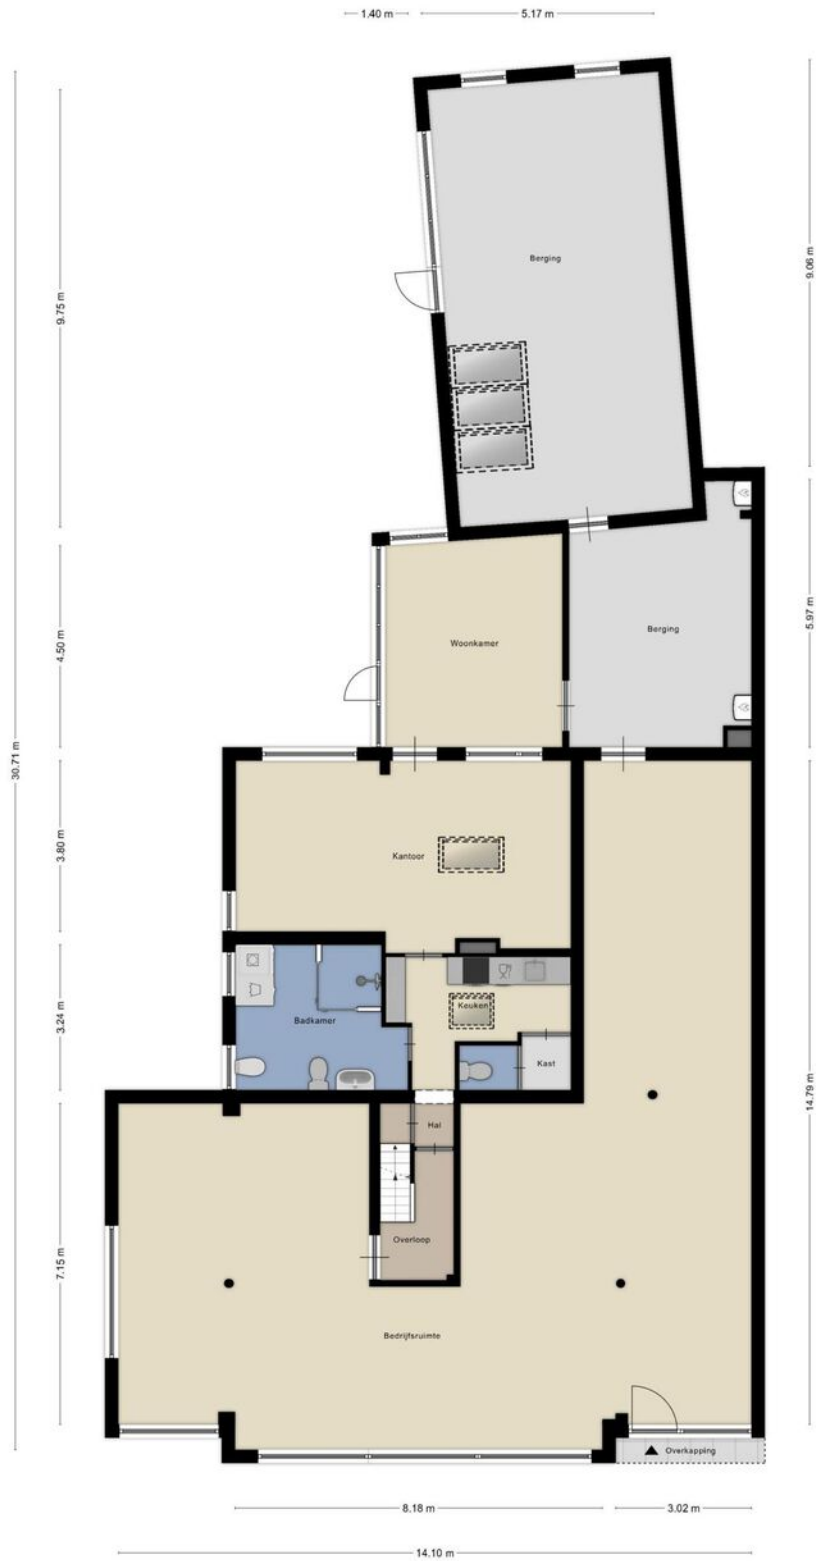 1.40 m
5.17 m
9.75 m
9.06 m
Berging
4.50 m
5.97 m
Berging
Woonkamer
30.71 m
3.80 m
Kantoor
3.24 m
Badkamer
Keuken
Kast
14.79 m
Hal
7.15 m
Overloop
Bedrijfsruimte
Overkapping
8.18 m
3.02 m
14.10 m